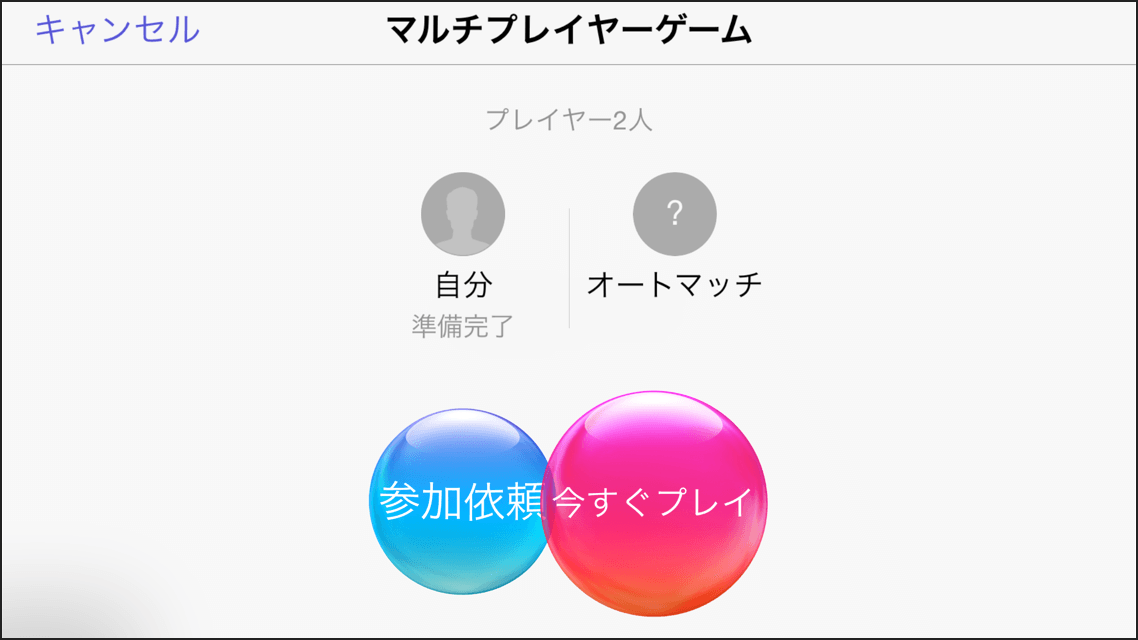 キャンセル
マルチプレイヤーゲーム
プレイヤー2人
?
自分
オートマッチ
準備完了
参加依頼
今すぐプレイ